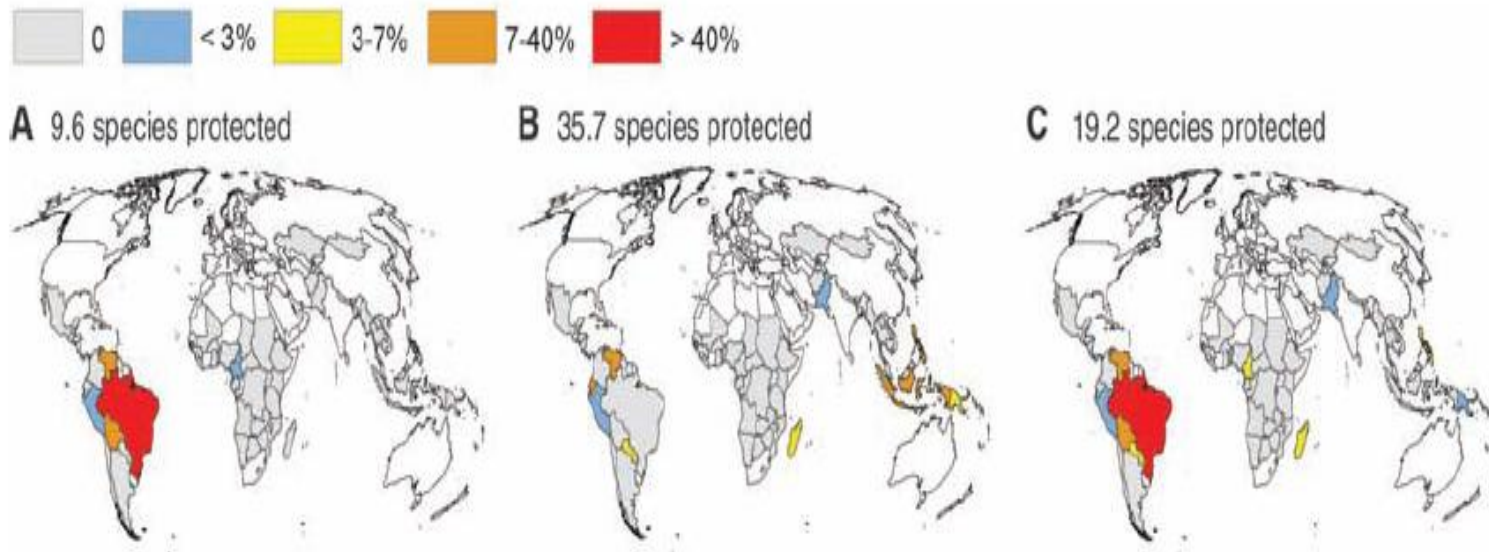 0 < 3% 3-7% 7-40% > 40%
A 9.6 species protected B 35.7 species protected C 19.2 species protected